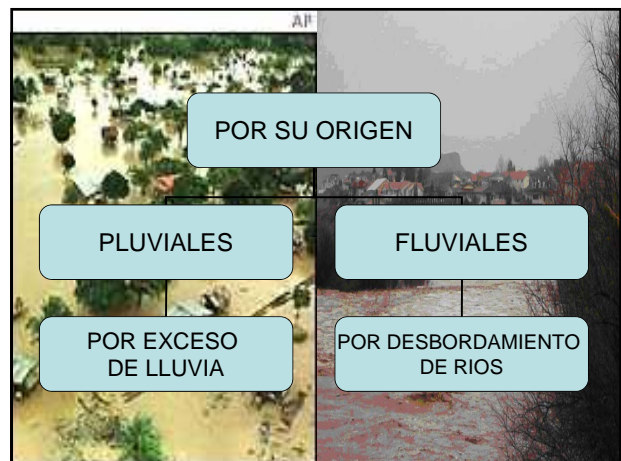 AP
POR SU ORIGEN
PLUVIALES
FLUVIALES
POR EXCESO
DE LLUVIA
POR DESBORDAMIENTO
DE RIOS